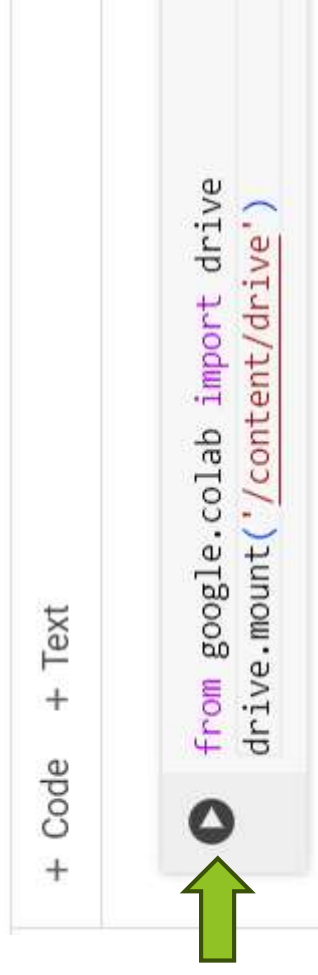 + Code + Text
from google.colab import drive
drive.mount('/content/drive')